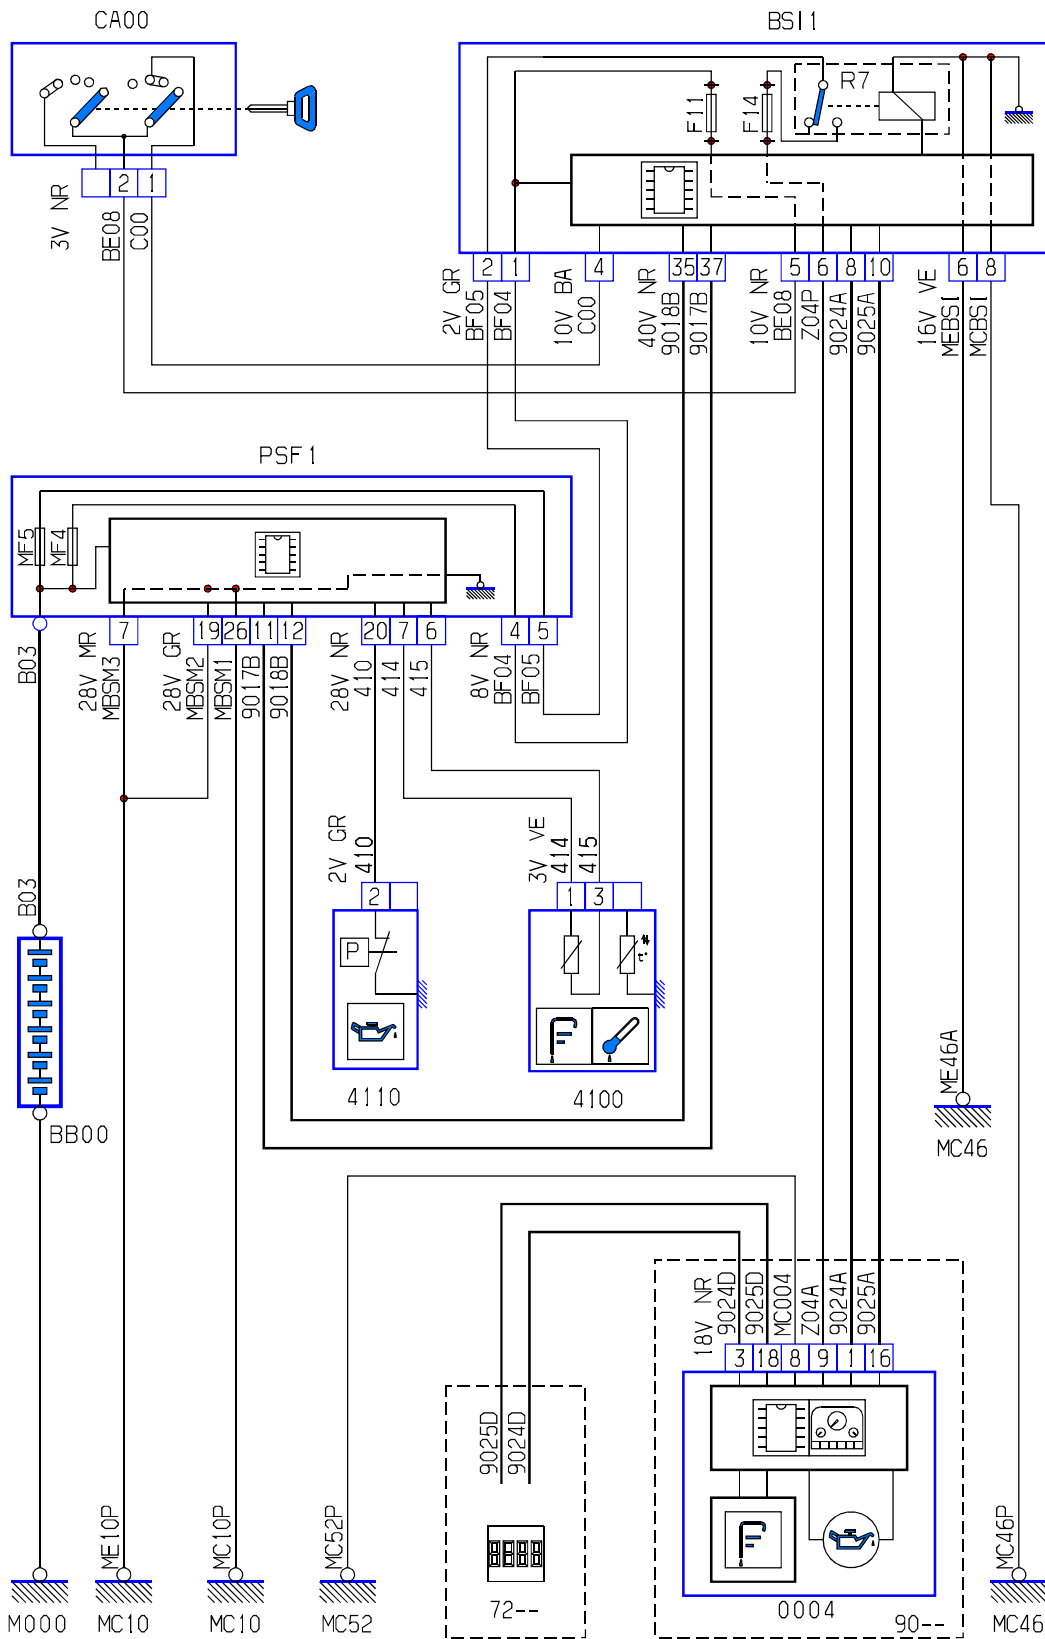 CA00
BSI1
R7
F11
F14
2
1
3V NR
BE08
C00
2
1
4
35
37
5
6
8
10
6
8
2V GR
BF05
BF04
10V BA
C00
40V NR
9018B
9017B
10V NR
BE08
Z04P
9024A
9025A
16V VE
MEBSI
MCBSI
PSF1
MF5
MF4
7
19
26
11
12
20
7
6
4
5
B03
28V MR
MBSM3
28V GR
MBSM2
MBSM1
9017B
9018B
28V NR
410
414
415
8V NR
BF04
BF05
2V GR
410
3V VE
414
415
B03
2
1
3
P
t°
4110
4100
BB00
ME46A
MC46
18V NR
9024D
9025D
MC004
Z04A
9024A
9025A
3
18
8
9
1
16
9025D
9024D
8888
72--
0004
90--
ME10P
MC10P
MC52P
MC46P
M000
MC10
MC10
MC52
MC46